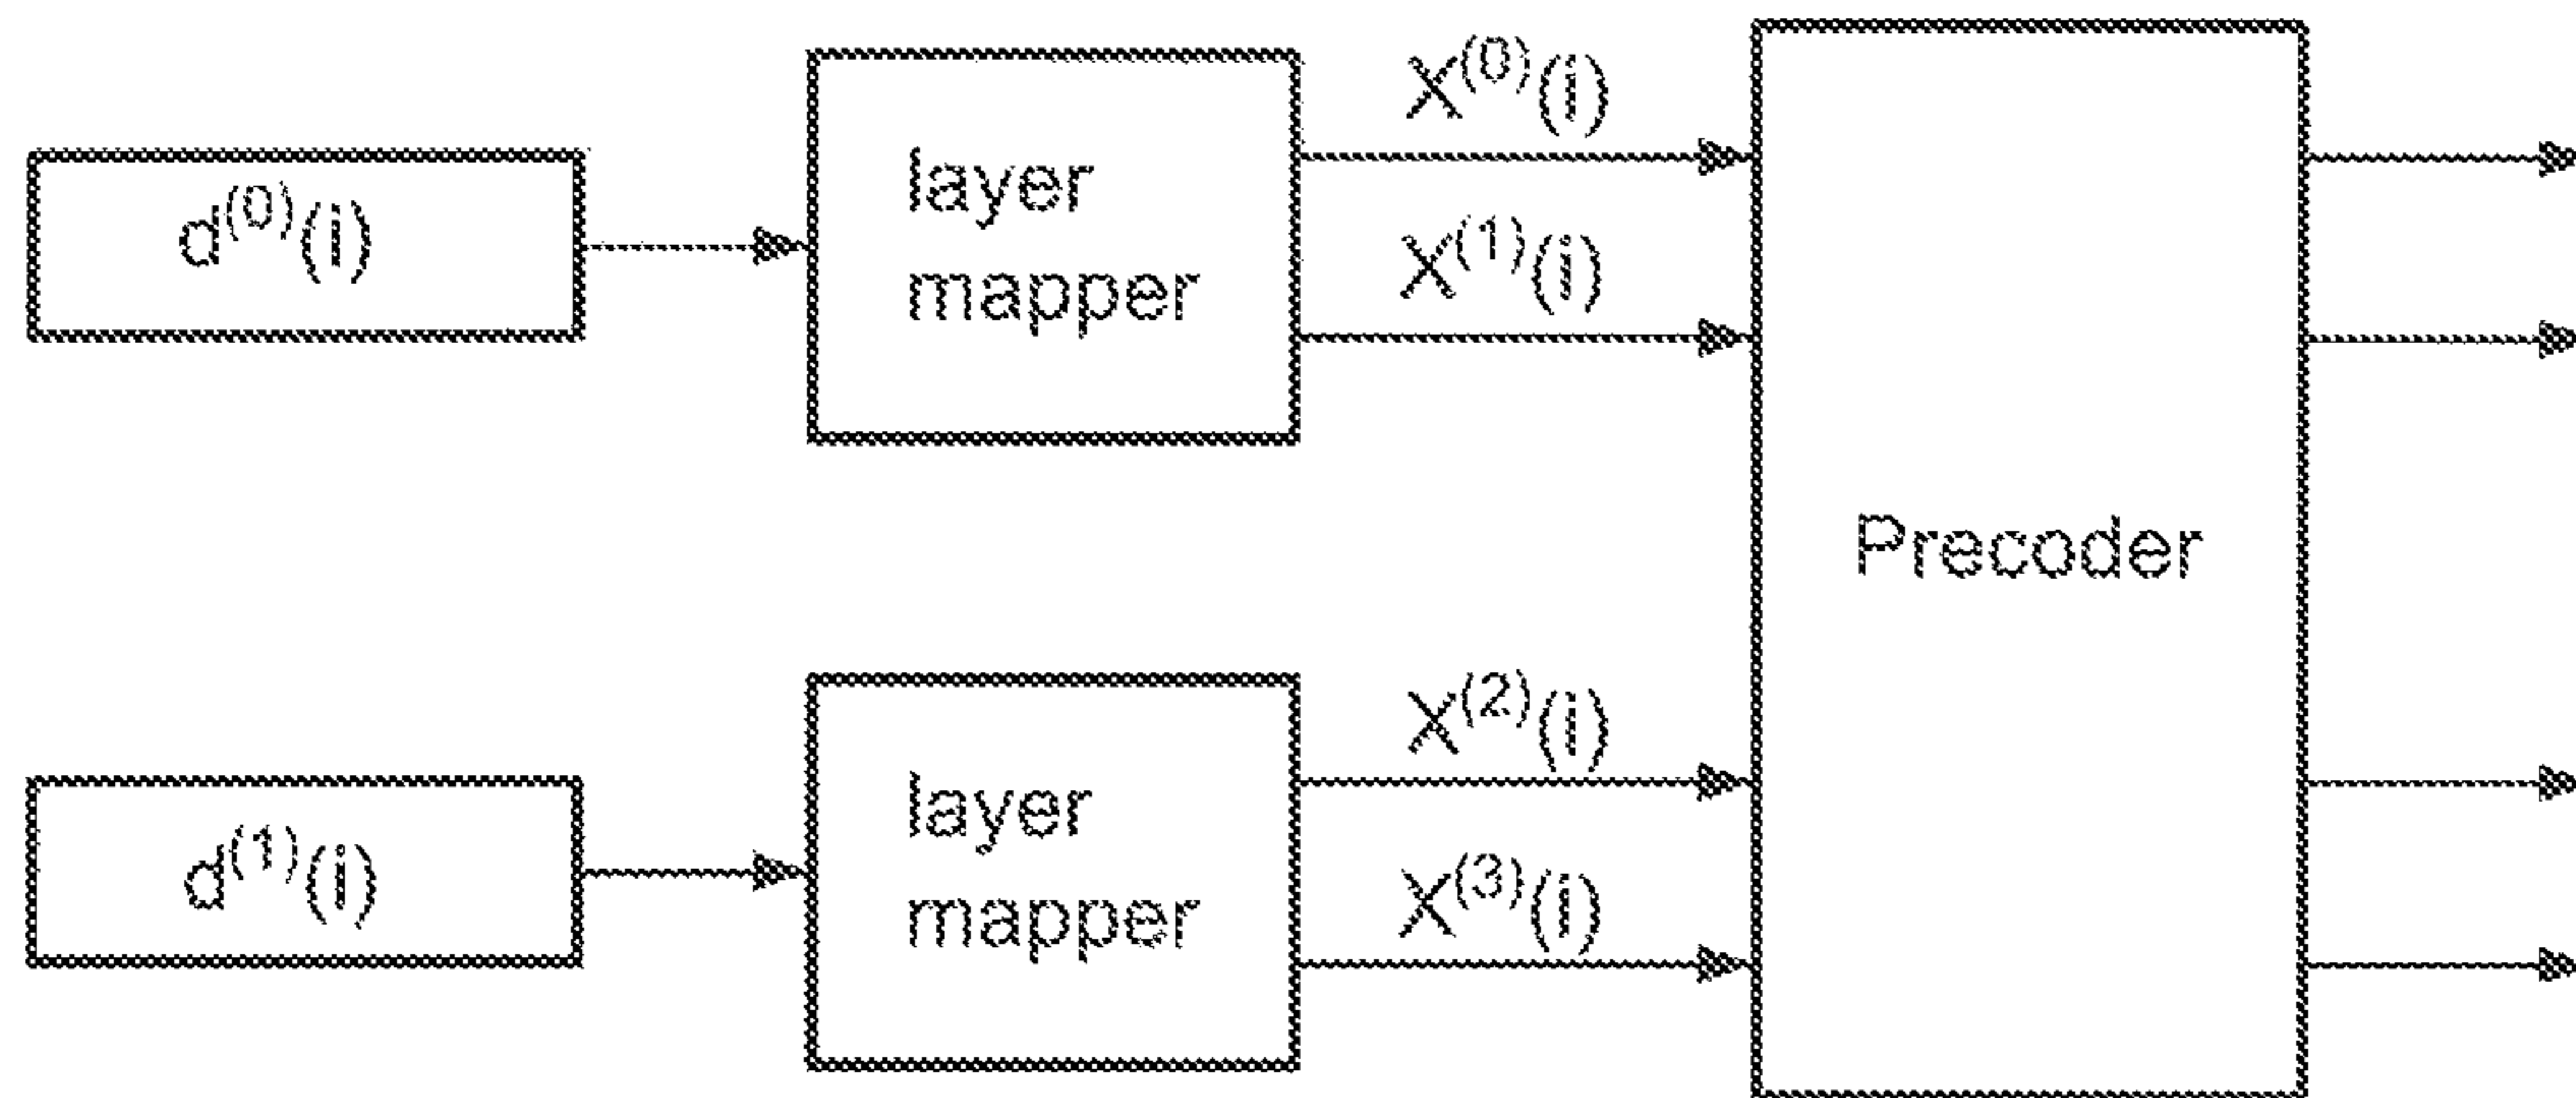 d^(0)(i)
layer
mapper
X^(0)(i)
X^(1)(i)
Precoder
d^(1)(i)
layer
mapper
X^(2)(i)
X^(3)(i)